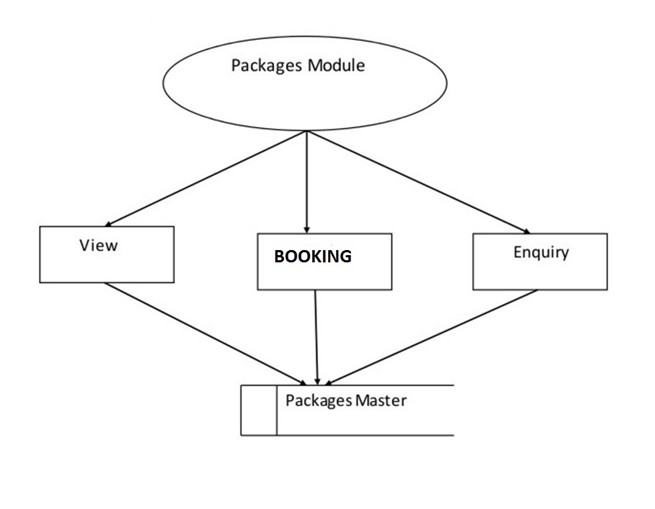 Packages Module
View
BOOKING
Enquiry
Packages Master